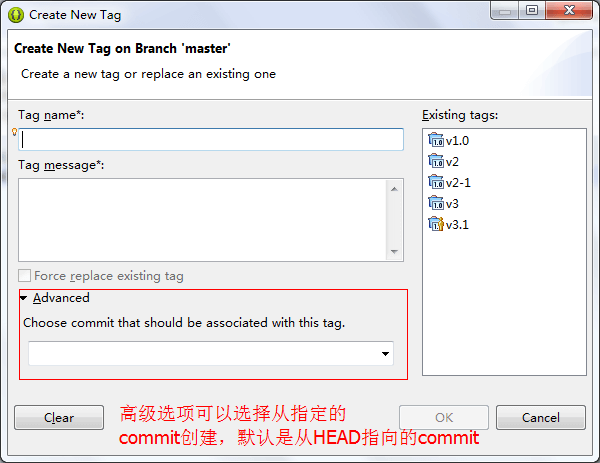 Create New Tag
Create New Tag on Branch 'master'
Create a new tag or replace an existing one
Tag name*:
Existing tags:
v1.0
v2
v2-1
v3
v3.1
Tag message*:
Force replace existing tag
Advanced
Choose commit that should be associated with this tag.
Clear
高级选项可以选择从指定的
commit创建，默认是从HEAD指向的commit
OK
Cancel